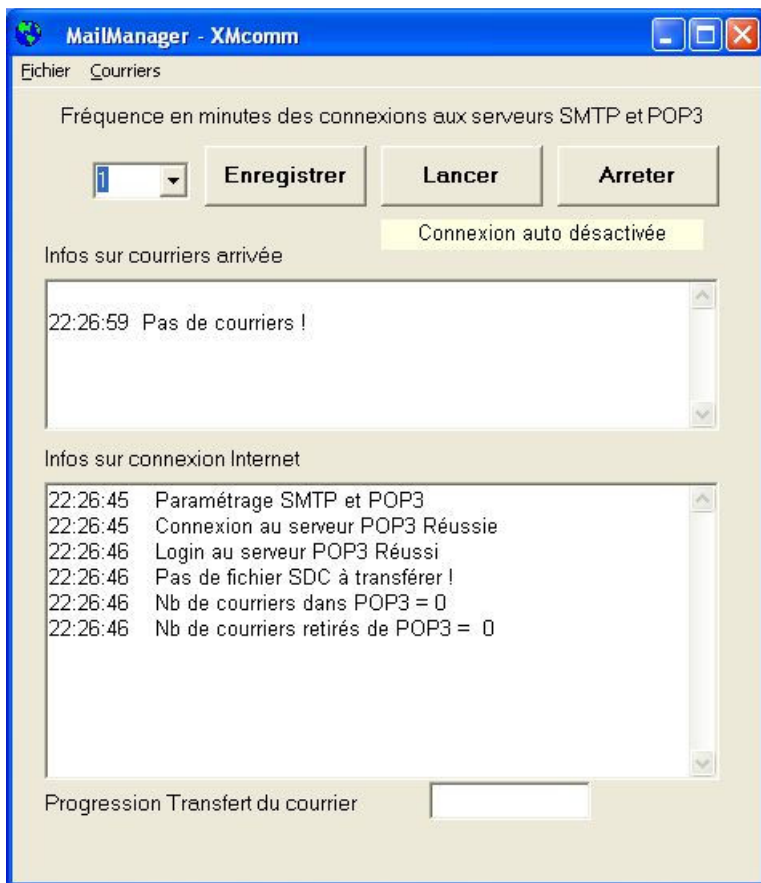 MailManager - XMcomm
Fichier Courriers
Fréquence en minutes des connexions aux serveurs SMTP et POP3
1 Enregistrer Lancer Arreter
Connexion auto désactivée
Infos sur courriers arrivée
22:26:59 Pas de courriers !
Infos sur connexion Internet
22:26:45 Paramétrage SMTP et POP3
22:26:45 Connexion au serveur POP3 Réussie
22:26:46 Login au serveur POP3 Réussi
22:26:46 Pas de fichier SDC à transférer !
22:26:46 Nb de courriers dans POP3 = 0
22:26:46 Nb de courriers retirés de POP3 = 0
Progression Transfert du courrier